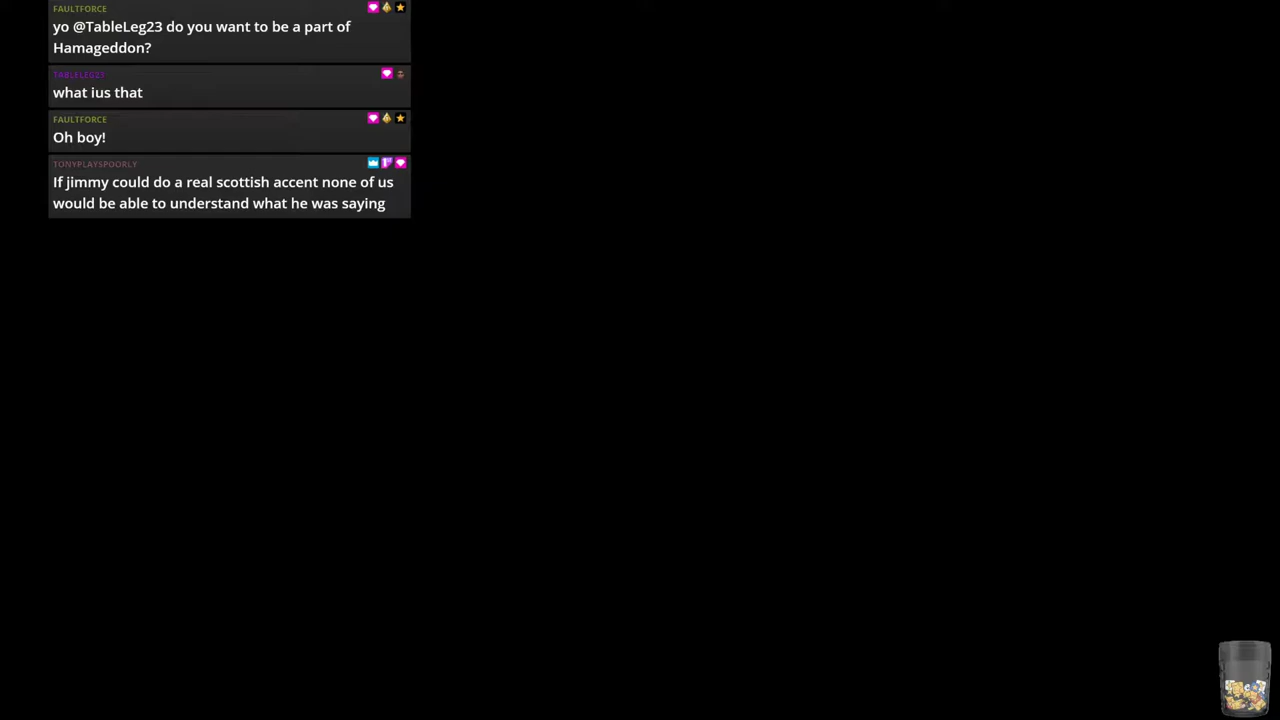 FAULTFORCE
yo @TableLeg23 do you want to be a part of
Hamageddon?
TABLELEG23
what ius that
FAULTFORCE
Oh boy!
TONYPLAYSPOORLY
If jimmy could do a real scottish accent none of us
would be able to understand what he was saying